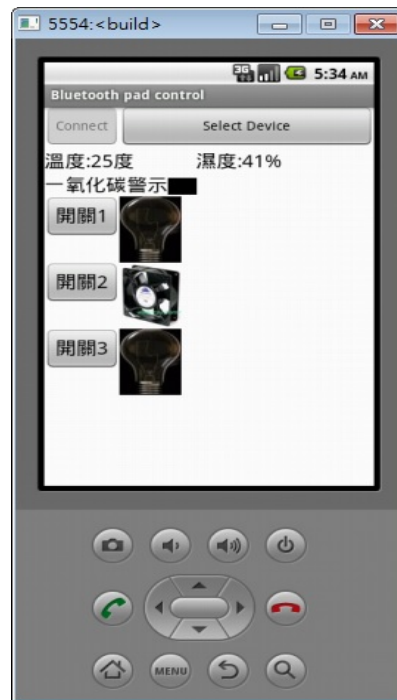 5554:<build>
3G 5:34 AM
Bluetooth pad control
Connect Select Device
溫度:25度 濕度:41%
一氧化碳警示
開關1
開關2
開關3
MENU